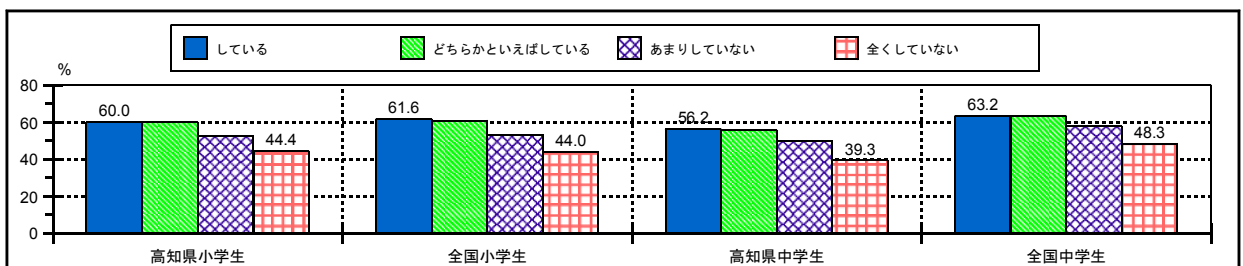 している どちらかといえばしている あまりしていない 全くしていない
%
80
60
40
20
0
60.0 44.4 61.6 44.0 56.2 39.3 63.2 48.3
高知県小学生 全国小学生 高知県中学生 全国中学生